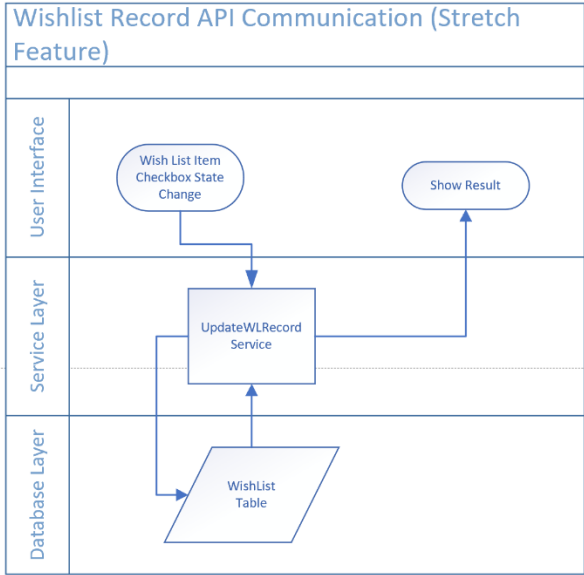 Wishlist Record API Communication (Stretch
Feature)
User Interface
Wish List Item
Checkbox State
Change
Show Result
Service Layer
UpdateWLRecord
Service
Database Layer
WishList
Table